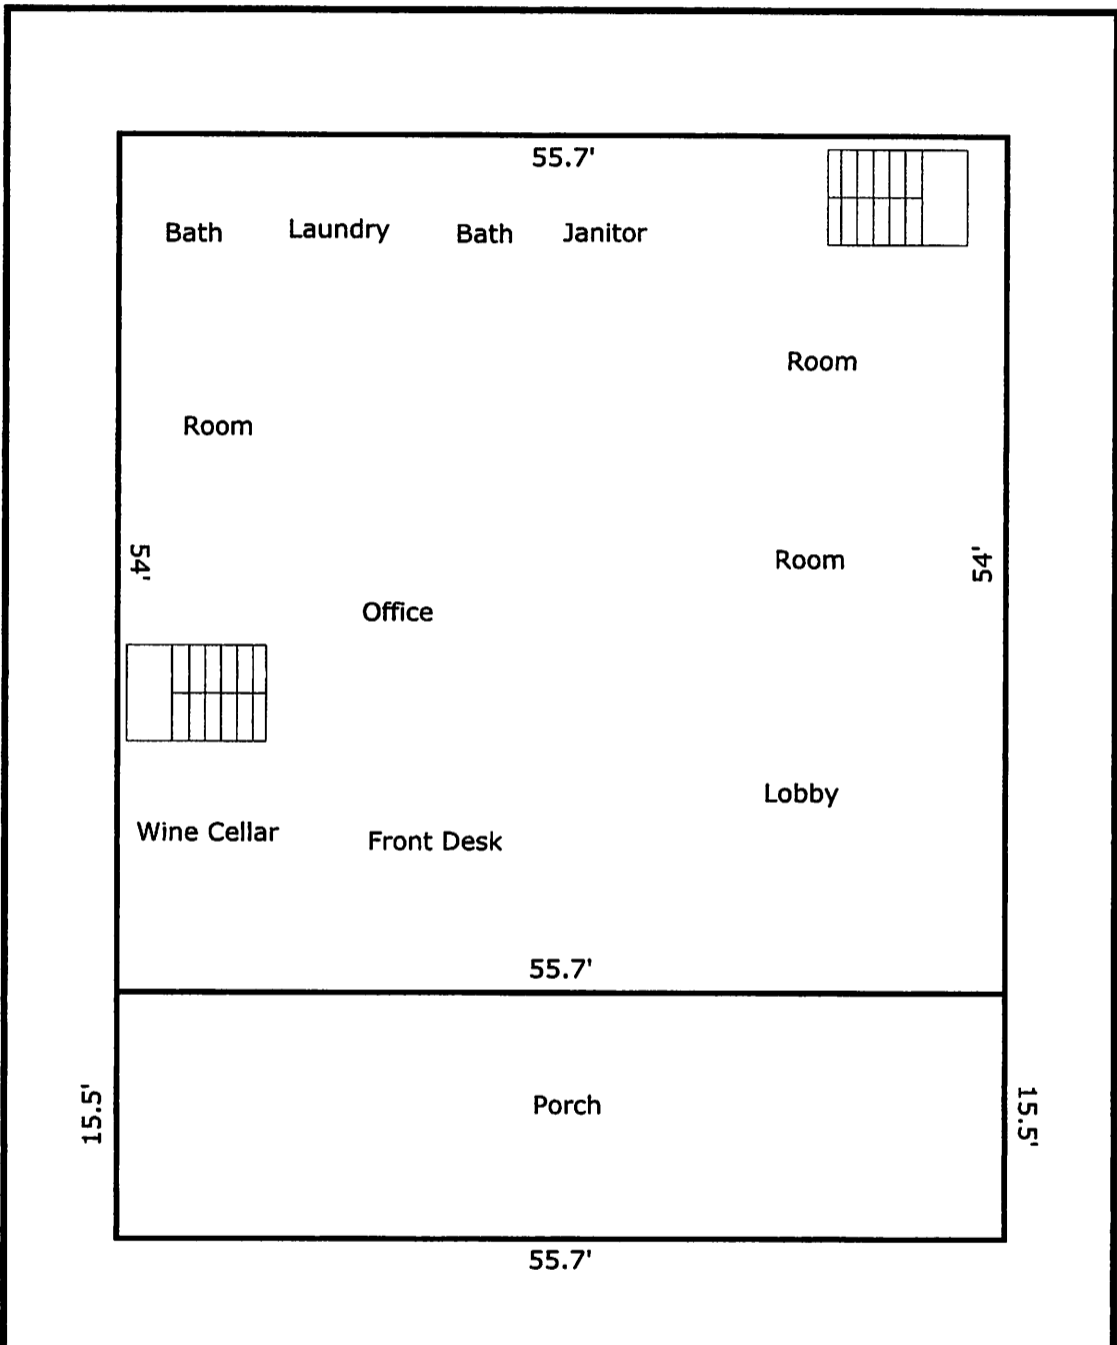 55.7'
Bath Laundry Bath Janitor
Room
Room
54'
54'
Room
Office
Lobby
Wine Cellar
Front Desk
55.7'
15.5'
Porch
15.5'
55.7'